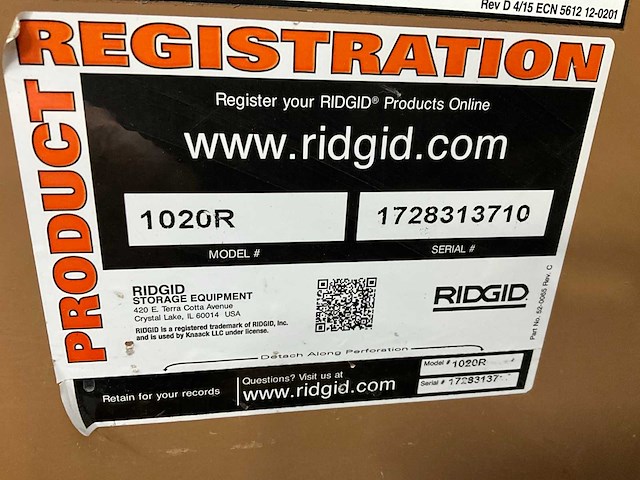 Rev D 4/15 ECN 5612 12-0201
PRODUCT REGISTRATION
Register your RIDGID® Products Online
www.ridgid.com
1020R
1728313710
MODEL #
SERIAL #
RIDGID
STORAGE EQUIPMENT
420 E. Terra Cotta Avenue
Crystal Lake, IL 60014 USA
RIDGID is a registered trademark of RIDGID, Inc.
and is used by Knaack LLC under license.
RIDGID
Part No. 52-0065 Rev. C
Detach Along Perforation
Retain for your records
Questions? Visit us at
www.ridgid.com
Model # 1020R
Serial # 172831371